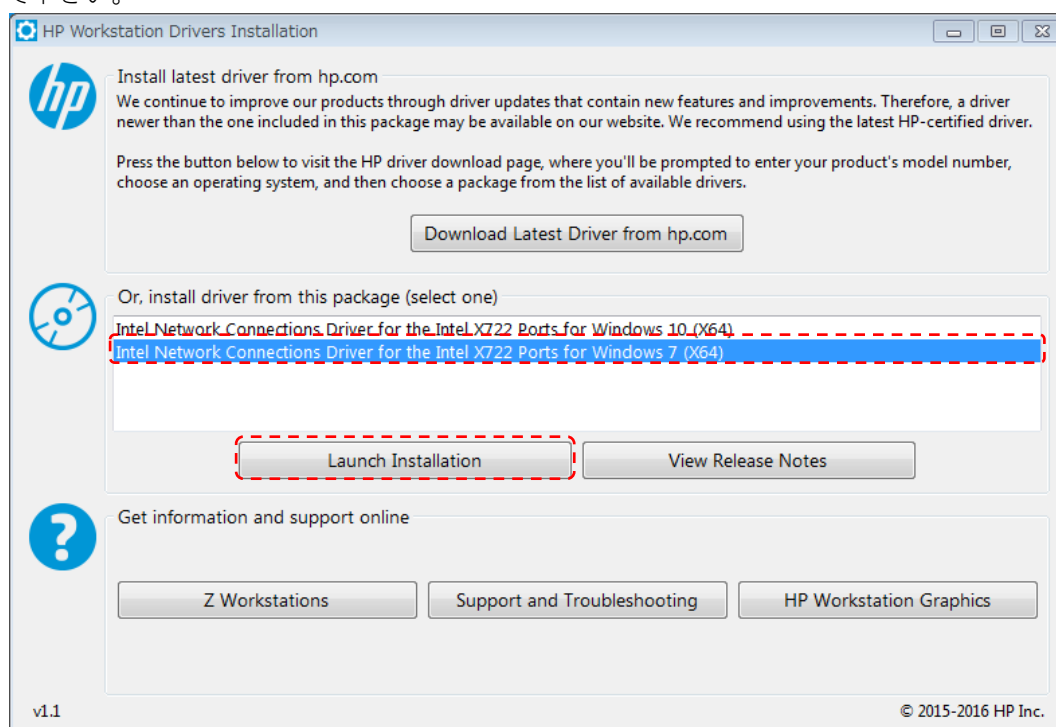 ください。
HP Workstation Drivers Installation
hp
Install latest driver from hp.com
We continue to improve our products through driver updates that contain new features and improvements. Therefore, a driver
newer than the one included in this package may be available on our website. We recommend using the latest HP-certified driver.
Press the button below to visit the HP driver download page, where you'll be prompted to enter your product's model number,
choose an operating system, and then choose a package from the list of available drivers.
Download Latest Driver from hp.com
Or, install driver from this package (select one)
Intel Network Connections Driver for the Intel X722 Ports for Windows 10 (X64)
Intel Network Connections Driver for the Intel X722 Ports for Windows 7 (X64)
Launch Installation View Release Notes
?
Get information and support online
Z Workstations Support and Troubleshooting HP Workstation Graphics
v1.1 © 2015-2016 HP Inc.